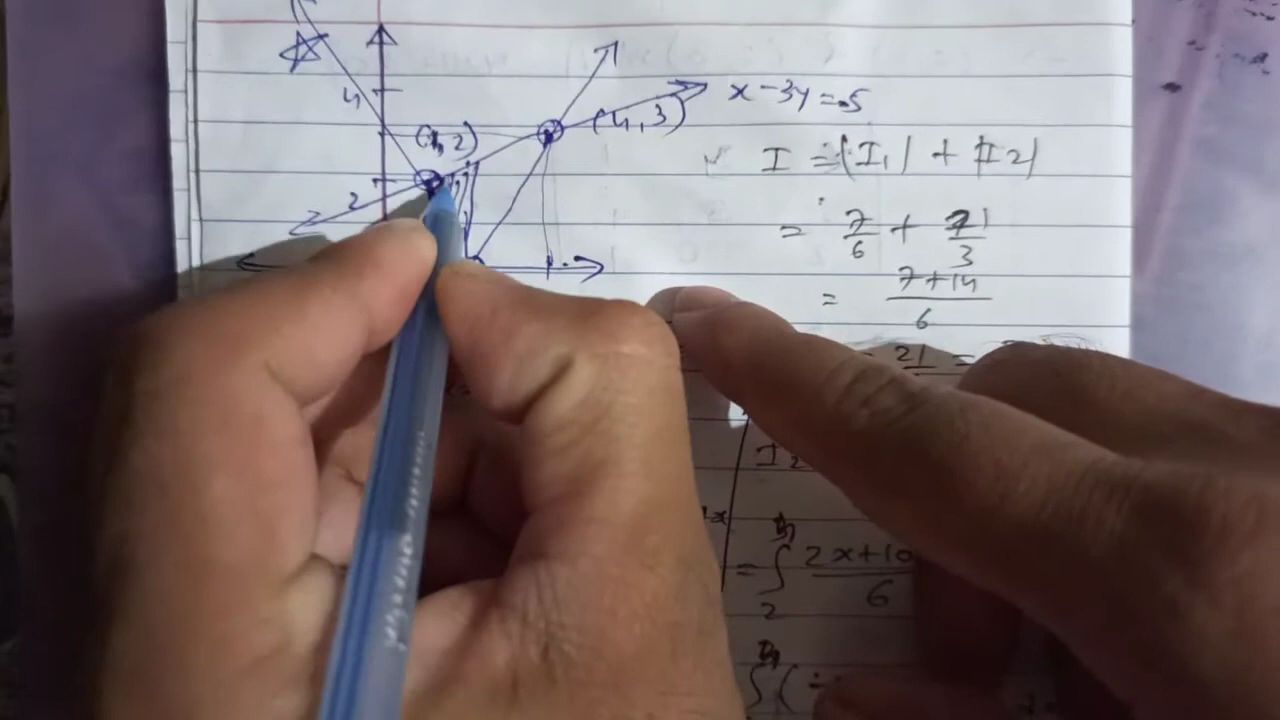 4
(1,2)
(4,3)
x-3y=-5
2
I = |I1| + |I2|
= 7/6 + 7/3
= 7+14/6
21 =
I2
= ∫ 2x+10/6
2
∫(